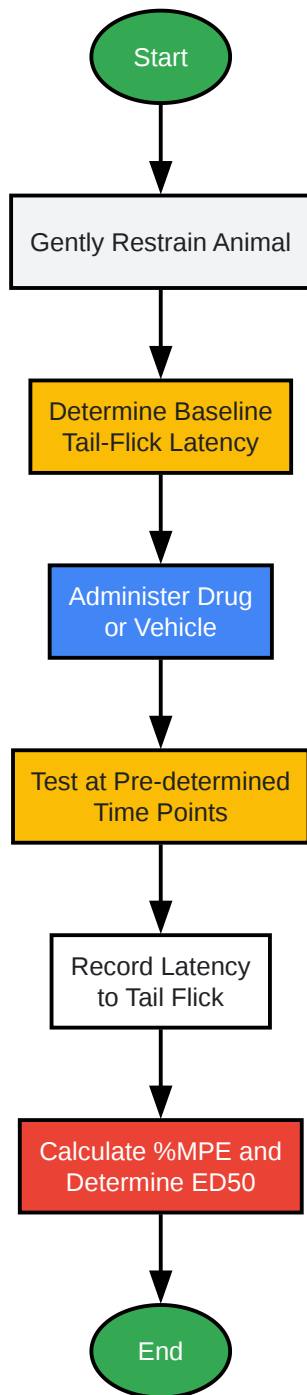 Start
Gently Restrain Animal
Determine Baseline
Tail-Flick Latency
Administer Drug
or Vehicle
Test at Pre-determined
Time Points
Record Latency
to Tail Flick
Calculate %MPE and
Determine ED50
End